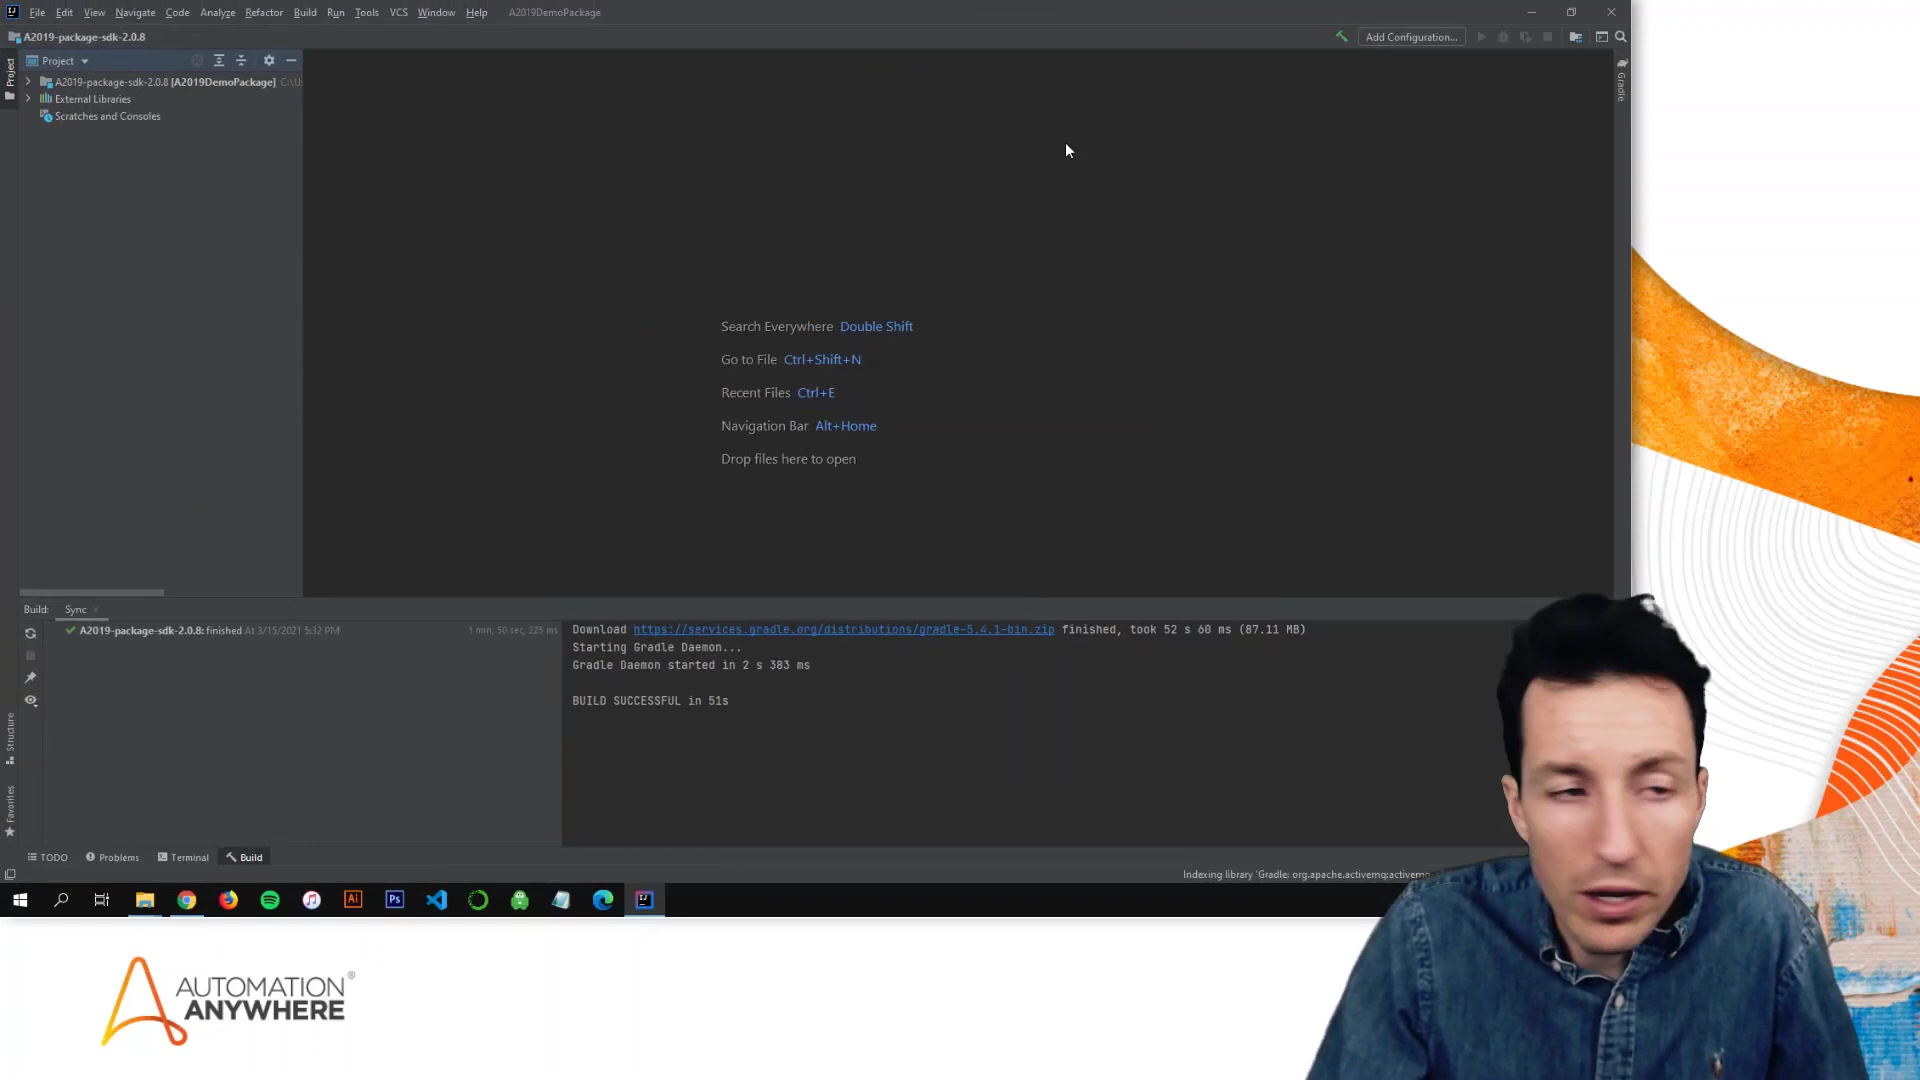 File Edit View Navigate Code Analyze Refactor Build Run Tools VCS Window Help A2019DemoPackage
A2019-package-sdk-2.0.8
Add Configuration...
Project
Project
A2019-package-sdk-2.0.8 [A2019DemoPackage] C:\U
External Libraries
Scratches and Consoles
Gradle
Search Everywhere Double Shift
Go to File Ctrl+Shift+N
Recent Files Ctrl+E
Navigation Bar Alt+Home
Drop files here to open
Build: Sync
A2019-package-sdk-2.0.8: finished At 3/15/2021 5:32 PM 1 min, 50 sec, 225 ms
Download https://services.gradle.org/distributions/gradle-5.4.1-bin.zip finished, took 52 s 60 ms (87.11 MB)
Starting Gradle Daemon...
Gradle Daemon started in 2 s 383 ms
BUILD SUCCESSFUL in 51s
Structure
Favorites
TODO Problems Terminal Build
Indexing library 'Gradle: org.apache.activemq:activemq
Ai
Ps
IJ
AUTOMATION®
ANYWHERE